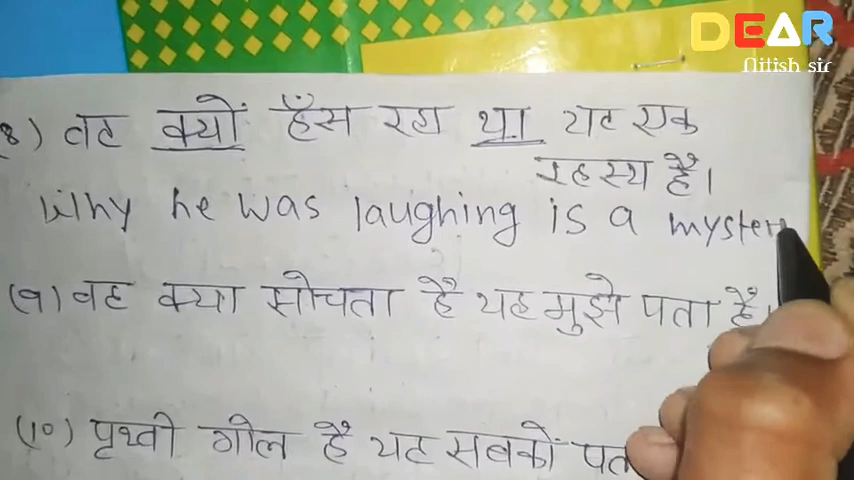 DEAR
Nitish sir
(8) वह क्यों हँस रहा था यह एक
रहस्य है।
Why he was laughing is a myster
(9) वह क्या सोचता है यह मुझे पता है।
(10) पृथ्वी गोल है यह सबकों पत